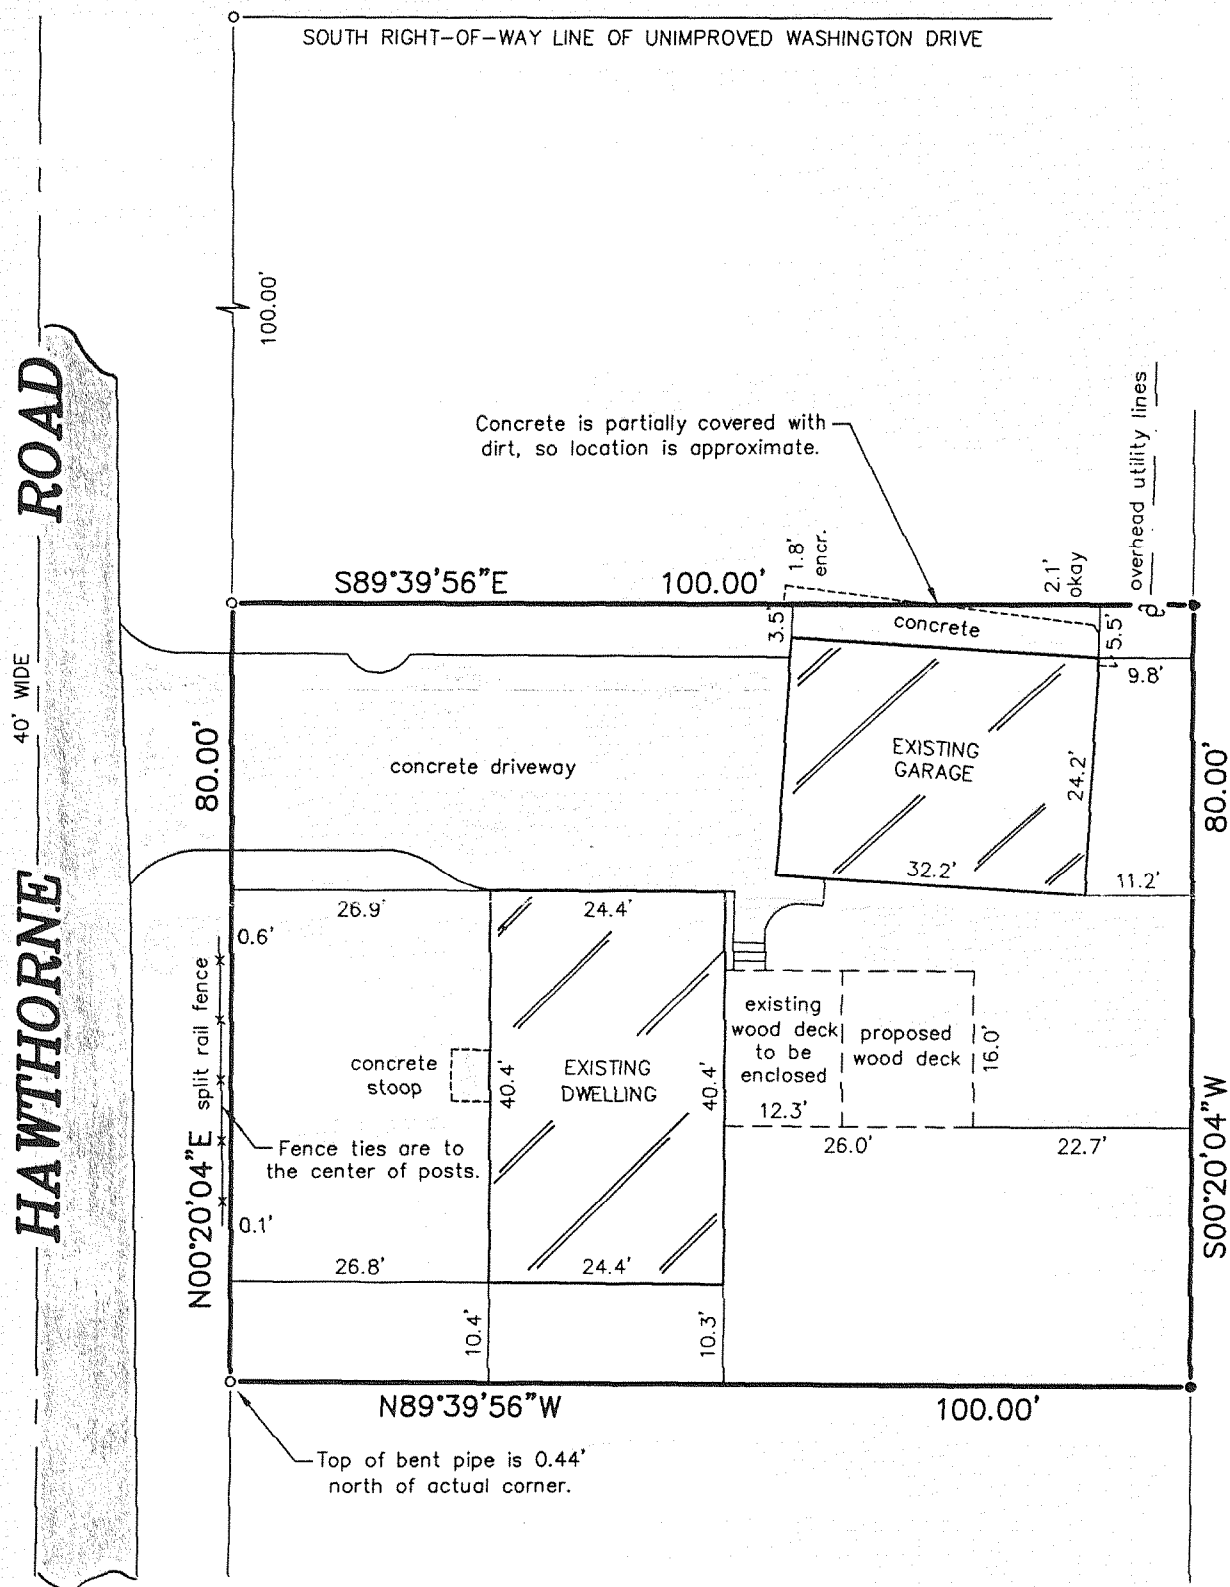 SOUTH RIGHT-OF-WAY LINE OF UNIMPROVED WASHINGTON DRIVE
100.00'
HAWTHORNE ROAD
40' WIDE
Concrete is partially covered with
dirt, so location is approximate.
overhead utility lines
1.8'
encr.
2.1'
okay
S89°39'56"E
100.00'
3.5'
concrete
5.5'
9.8'
80.00'
concrete driveway
EXISTING
GARAGE
24.2'
32.2'
11.2'
80.00'
26.9'
24.4'
0.6'
split rail fence
concrete
stoop
40.4'
EXISTING
DWELLING
40.4'
existing
wood deck
to be
enclosed
12.3'
proposed
wood deck
16.0'
26.0'
22.7'
Fence ties are to
the center of posts.
N00°20'04"E
0.1'
26.8'
24.4'
S00°20'04"W
10.4'
10.3'
N89°39'56"W
100.00'
Top of bent pipe is 0.44'
north of actual corner.